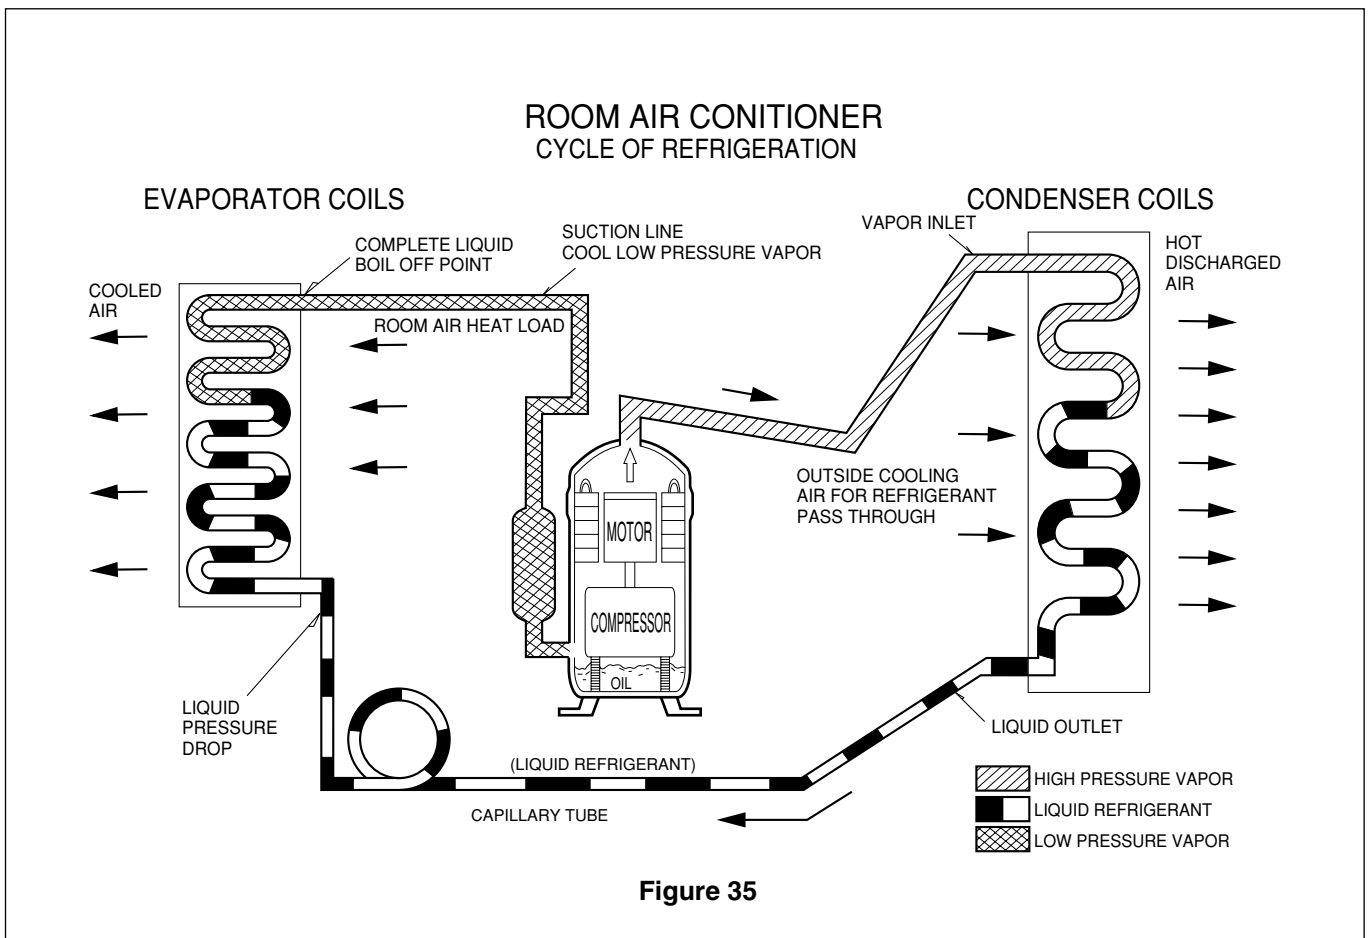 ROOM AIR CONITIONER
CYCLE OF REFRIGERATION
EVAPORATOR COILS
CONDENSER COILS
COMPLETE LIQUID
BOIL OFF POINT
SUCTION LINE
COOL LOW PRESSURE VAPOR
VAPOR INLET
HOT
DISCHARGED
AIR
COOLED
AIR
ROOM AIR HEAT LOAD
OUTSIDE COOLING
AIR FOR REFRIGERANT
PASS THROUGH
MOTOR
COMPRESSOR
OIL
LIQUID
PRESSURE
DROP
LIQUID OUTLET
(LIQUID REFRIGERANT)
CAPILLARY TUBE
HIGH PRESSURE VAPOR
LIQUID REFRIGERANT
LOW PRESSURE VAPOR
Figure 35